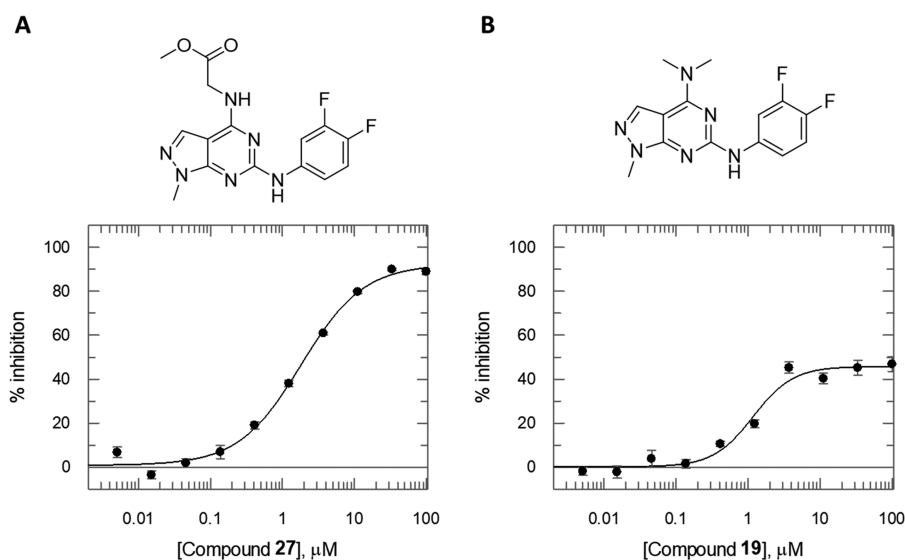 A
B
O
O
NH
F
F
N
N
N
N
N
H
N
F
F
N
N
N
N
N
H
100
80
60
40
20
0
% inhibition
0.01 0.1 1 10 100
[Compound 27], μM
100
80
60
40
20
0
% inhibition
0.01 0.1 1 10 100
[Compound 19], μM